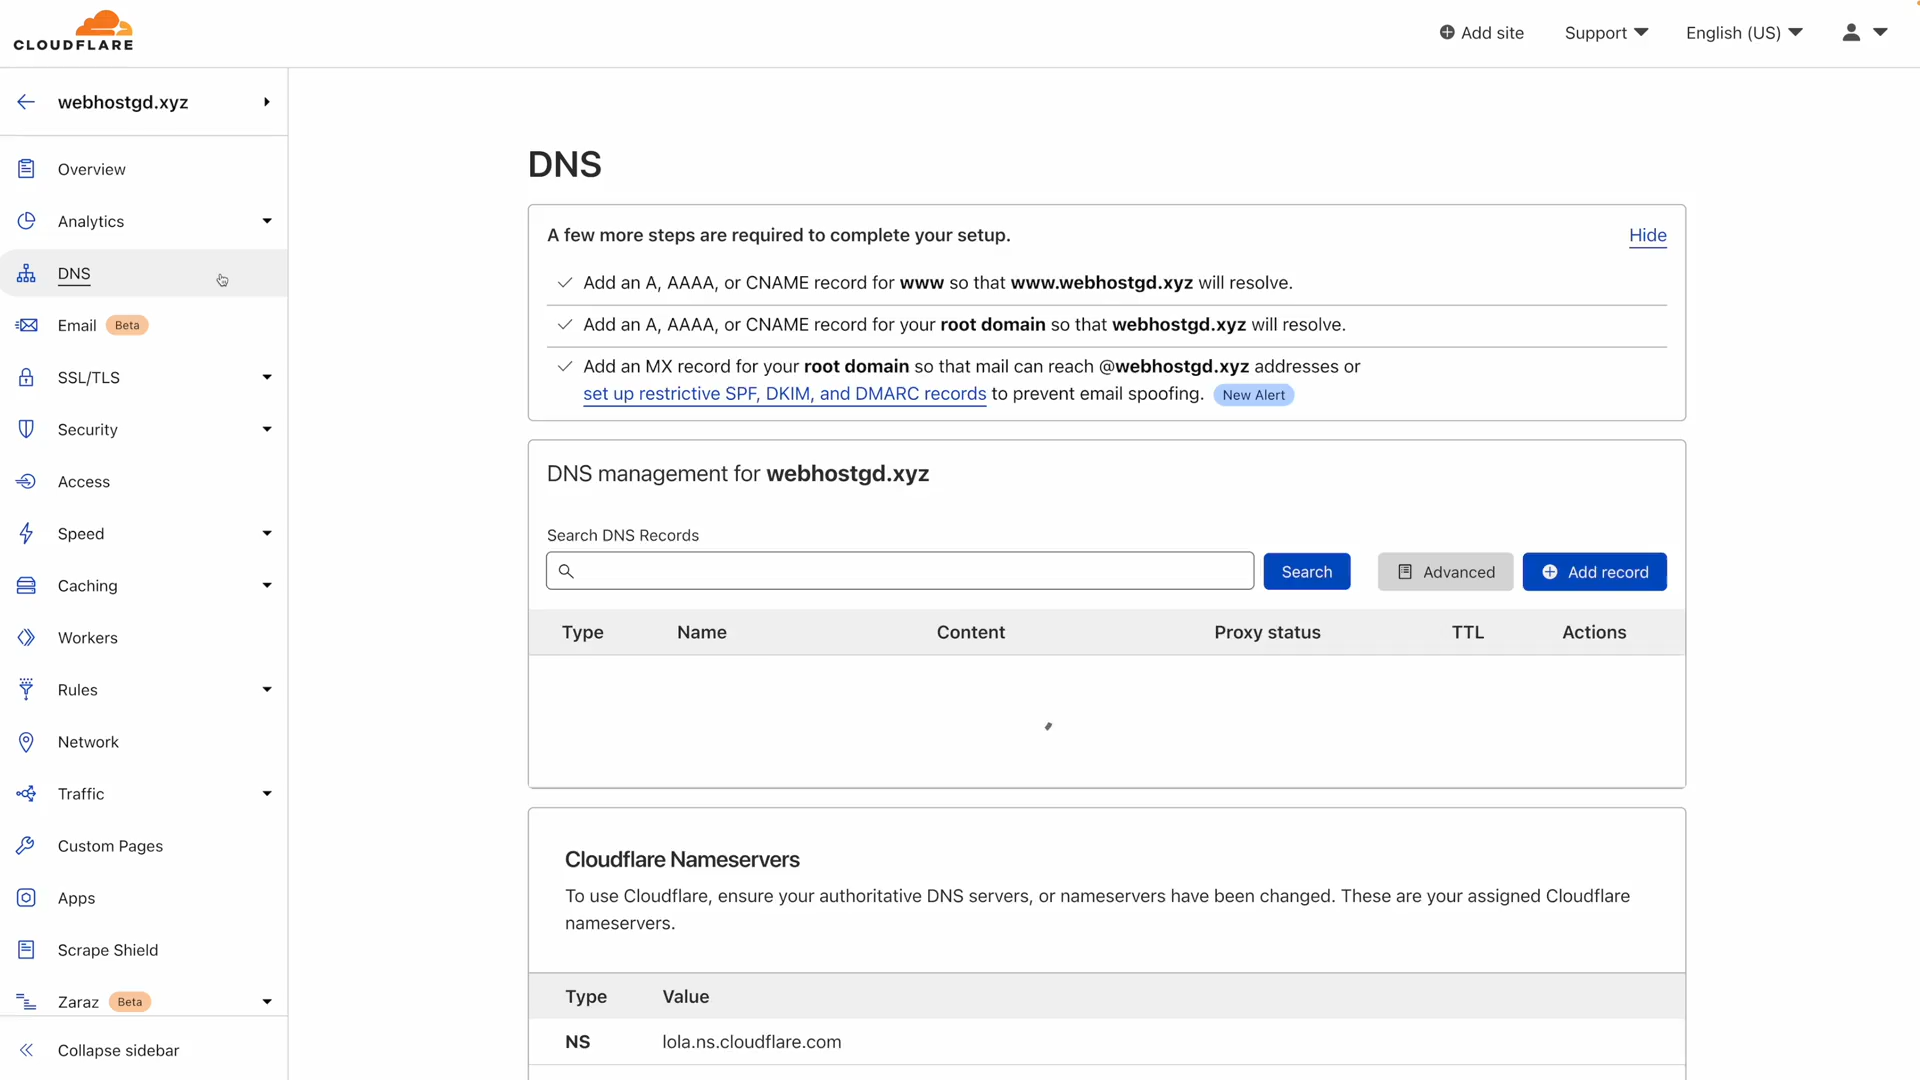 CLOUDFLARE
Add site
Support
English (US)
webhostgd.xyz
Overview
Analytics
DNS
Email Beta
SSL/TLS
Security
Access
Speed
Caching
Workers
Rules
Network
Traffic
Custom Pages
Apps
Scrape Shield
Zaraz Beta
Collapse sidebar
DNS
A few more steps are required to complete your setup.
Hide
Add an A, AAAA, or CNAME record for www so that www.webhostgd.xyz will resolve.
Add an A, AAAA, or CNAME record for your root domain so that webhostgd.xyz will resolve.
Add an MX record for your root domain so that mail can reach @webhostgd.xyz addresses or
set up restrictive SPF, DKIM, and DMARC records to prevent email spoofing. New Alert
DNS management for webhostgd.xyz
Search DNS Records
Search
Advanced
Add record
Type Name Content Proxy status TTL Actions
Cloudflare Nameservers
To use Cloudflare, ensure your authoritative DNS servers, or nameservers have been changed. These are your assigned Cloudflare
nameservers.
Type Value
NS lola.ns.cloudflare.com